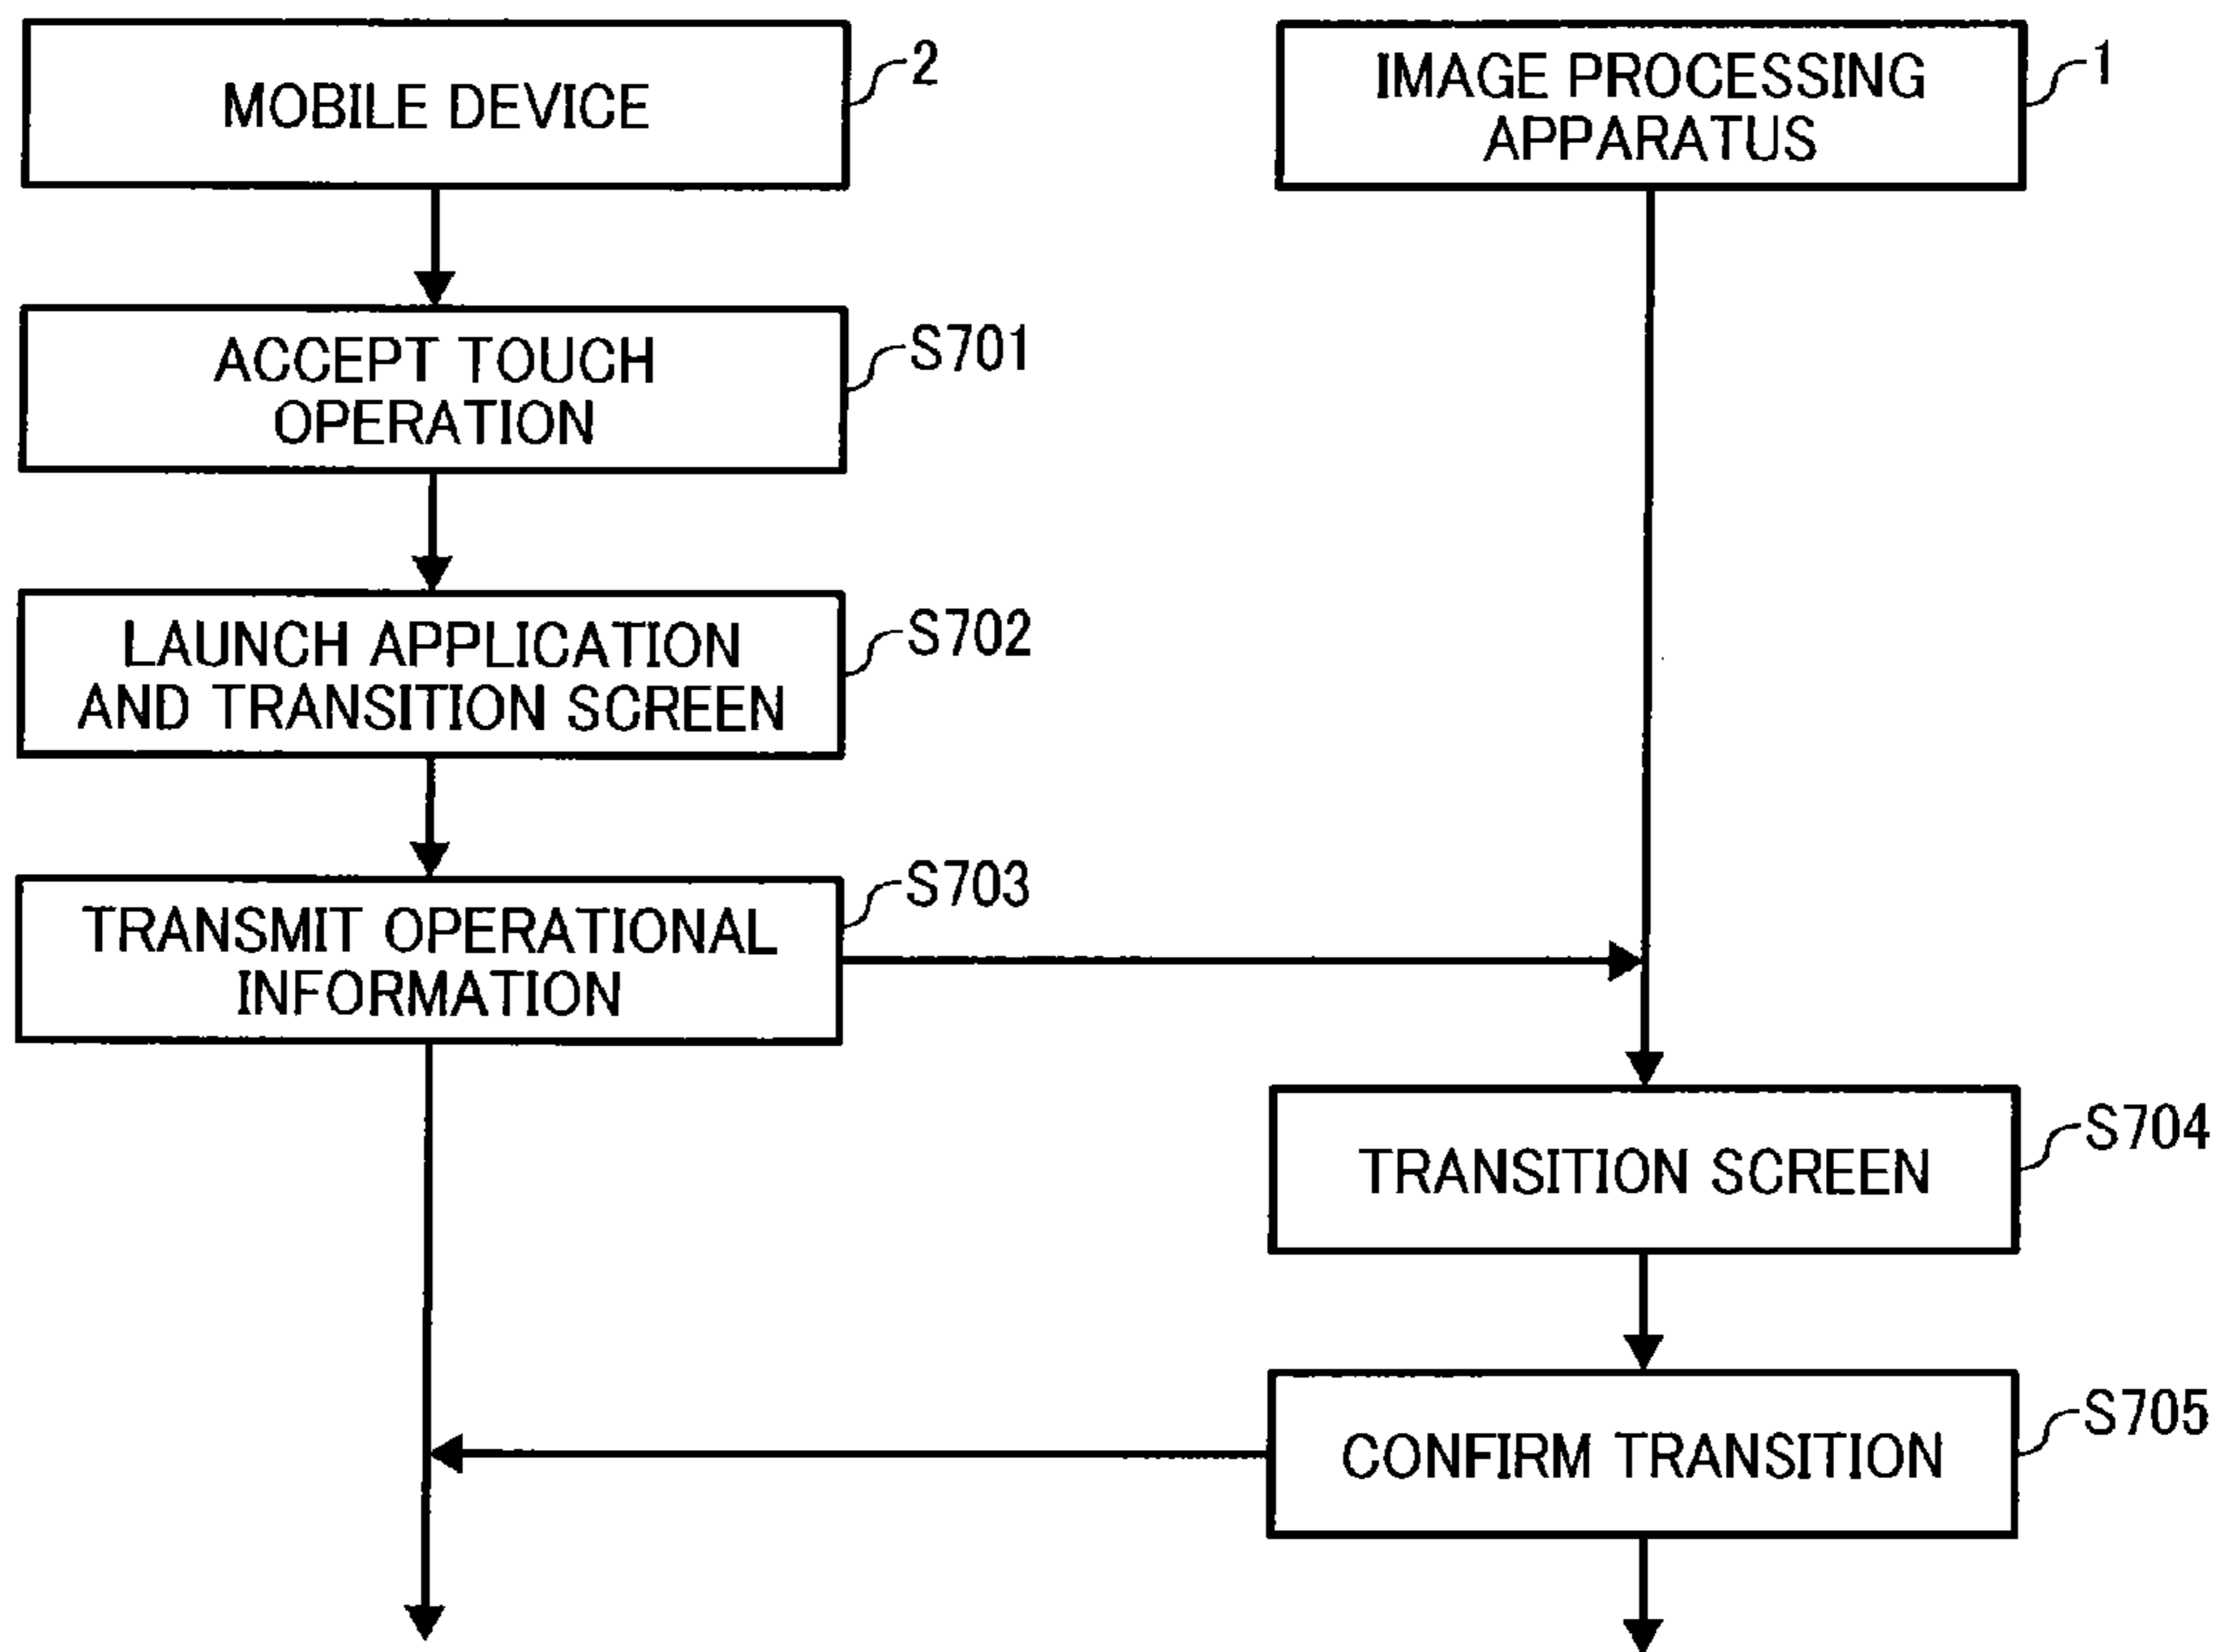 MOBILE DEVICE
2
IMAGE PROCESSING
APPARATUS
1
ACCEPT TOUCH
OPERATION
S701
LAUNCH APPLICATION
AND TRANSITION SCREEN
S702
TRANSMIT OPERATIONAL
INFORMATION
S703
TRANSITION SCREEN
S704
CONFIRM TRANSITION
S705